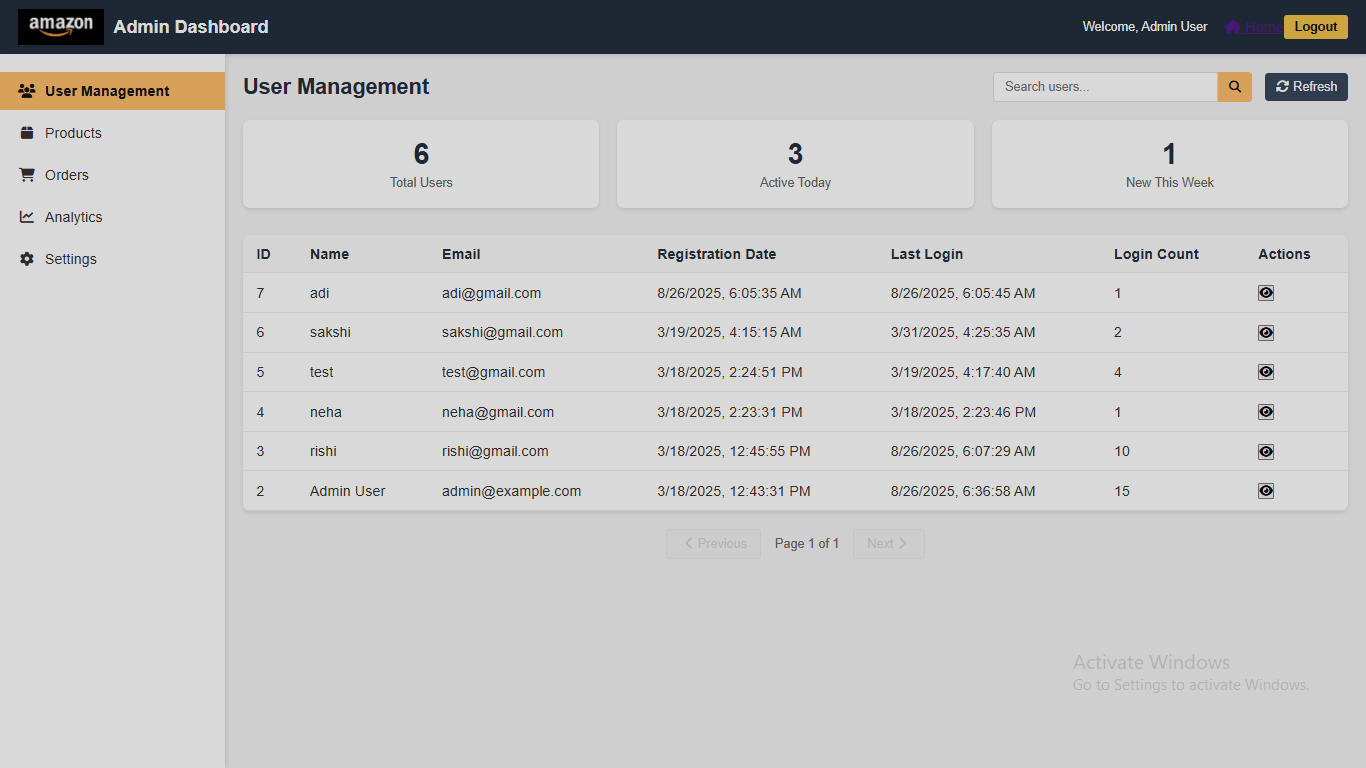 amazon Admin Dashboard Welcome, Admin User Home Logout
User Management
Products
Orders
Analytics
Settings
User Management Search users... Refresh
6 3 1
Total Users Active Today New This Week
ID Name Email Registration Date Last Login Login Count Actions
7 adi adi@gmail.com 8/26/2025, 6:05:35 AM 8/26/2025, 6:05:45 AM 1
6 sakshi sakshi@gmail.com 3/19/2025, 4:15:15 AM 3/31/2025, 4:25:35 AM 2
5 test test@gmail.com 3/18/2025, 2:24:51 PM 3/19/2025, 4:17:40 AM 4
4 neha neha@gmail.com 3/18/2025, 2:23:31 PM 3/18/2025, 2:23:46 PM 1
3 rishi rishi@gmail.com 3/18/2025, 12:45:55 PM 8/26/2025, 6:07:29 AM 10
2 Admin User admin@example.com 3/18/2025, 12:43:31 PM 8/26/2025, 6:36:58 AM 15
Previous Page 1 of 1 Next
Activate Windows
Go to Settings to activate Windows.